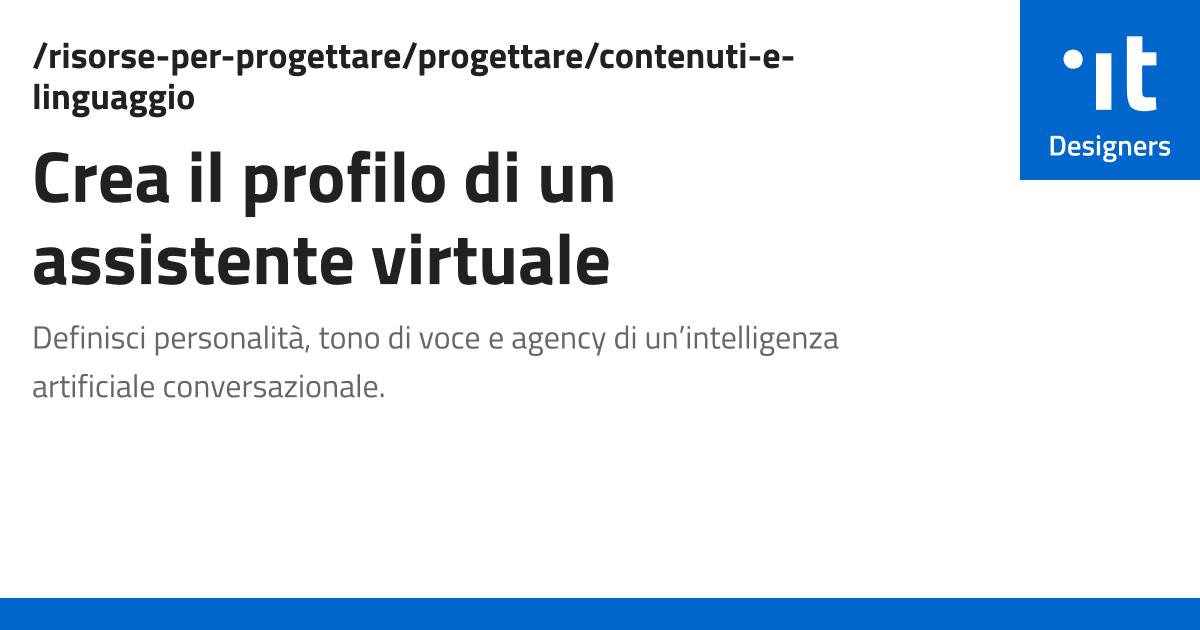 /risorse-per-progettare/progettare/contenuti-e-
linguaggio
Crea il profilo di un
assistente virtuale
Definisci personalità, tono di voce e agency di un’intelligenza
artificiale conversazionale.
it
Designers